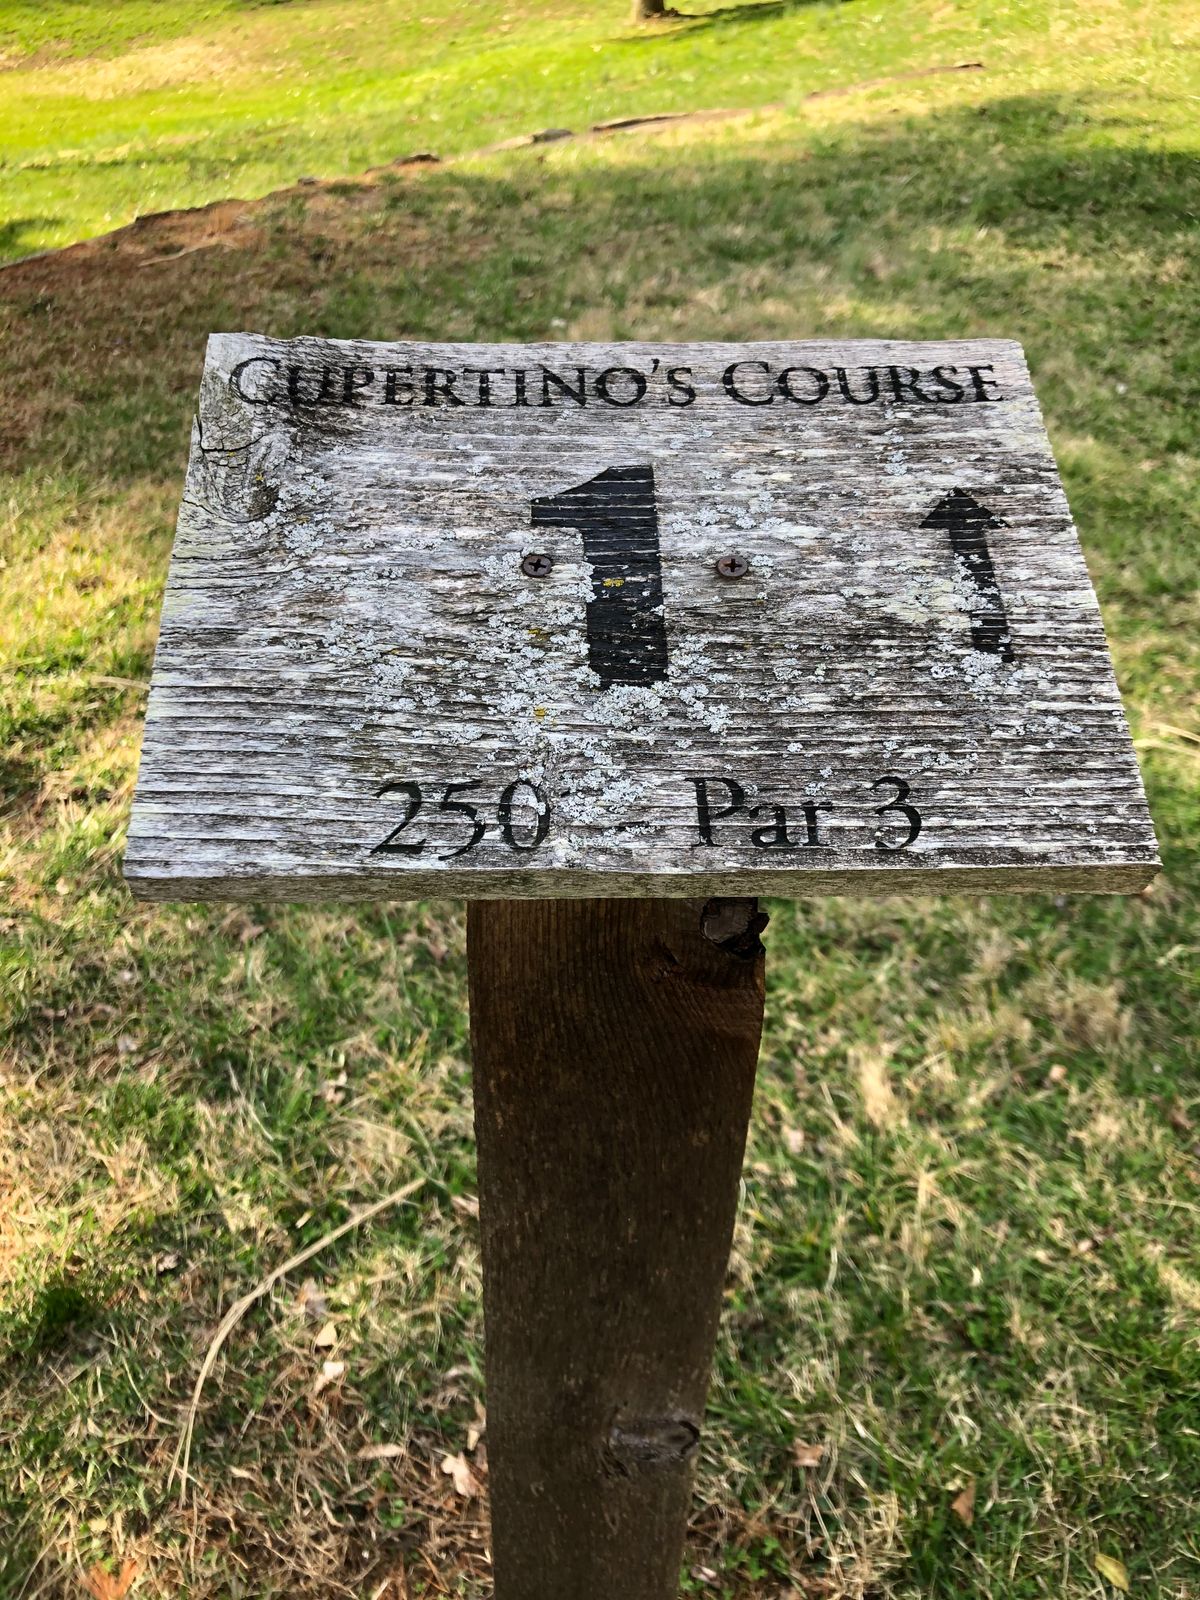 CUPERTINO'S COURSE
1
250 - Par 3